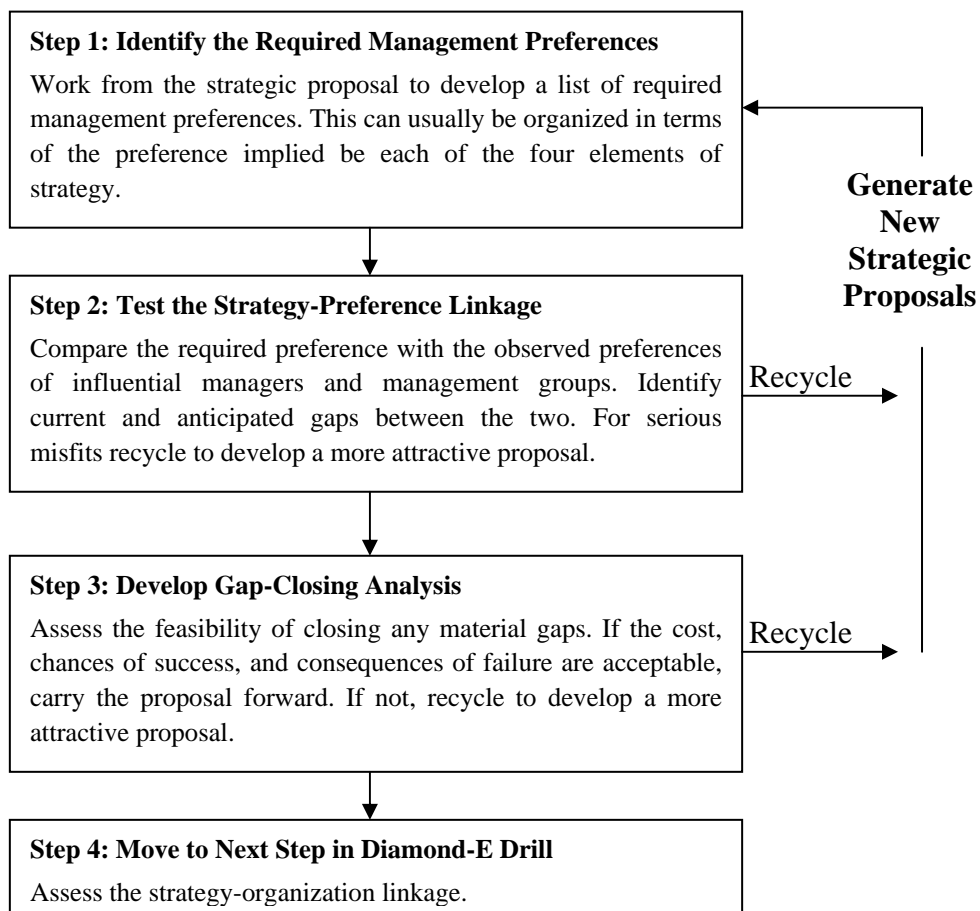 Step 1: Identify the Required Management Preferences
Work from the strategic proposal to develop a list of required
management preferences. This can usually be organized in terms
of the preference implied be each of the four elements of
strategy.
Generate
New
Strategic
Proposals
Step 2: Test the Strategy-Preference Linkage
Compare the required preference with the observed preferences
of influential managers and management groups. Identify
current and anticipated gaps between the two. For serious
misfits recycle to develop a more attractive proposal.
Recycle
Step 3: Develop Gap-Closing Analysis
Assess the feasibility of closing any material gaps. If the cost,
chances of success, and consequences of failure are acceptable,
carry the proposal forward. If not, recycle to develop a more
attractive proposal.
Recycle
Step 4: Move to Next Step in Diamond-E Drill
Assess the strategy-organization linkage.